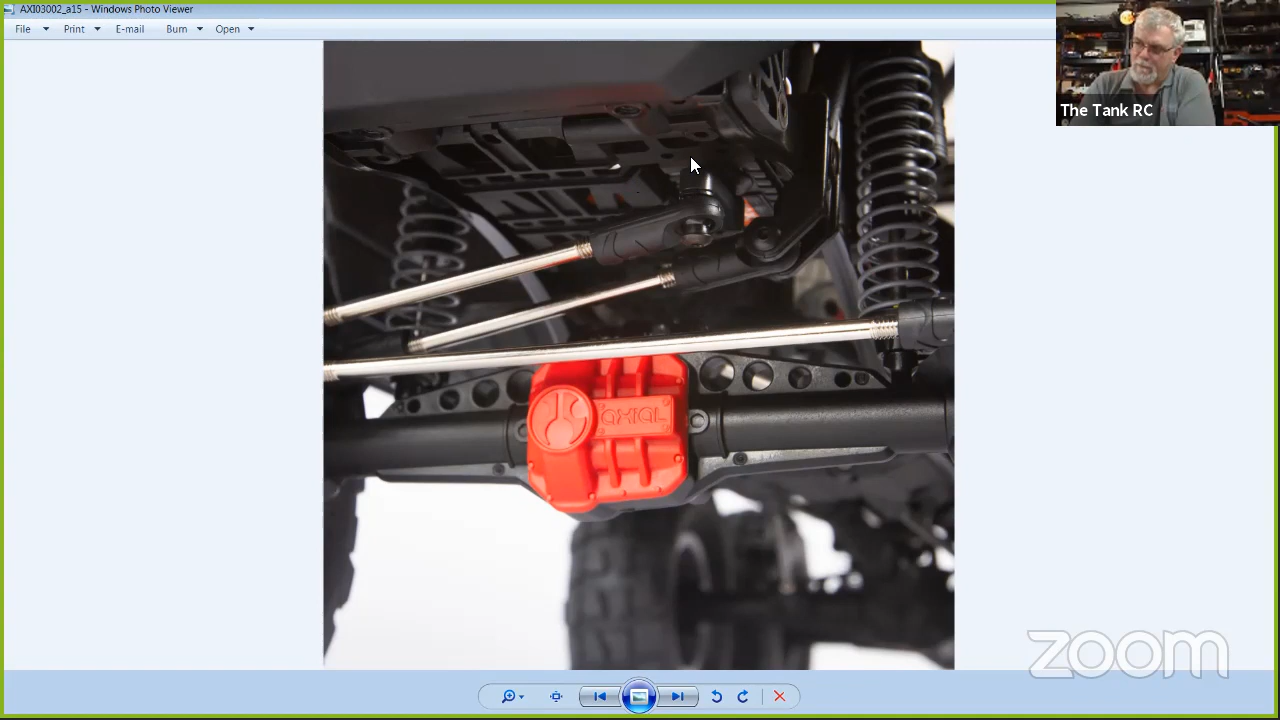 AXI03002_a15 - Windows Photo Viewer
File Print E-mail Burn Open
The Tank RC
AXIAL
zoom